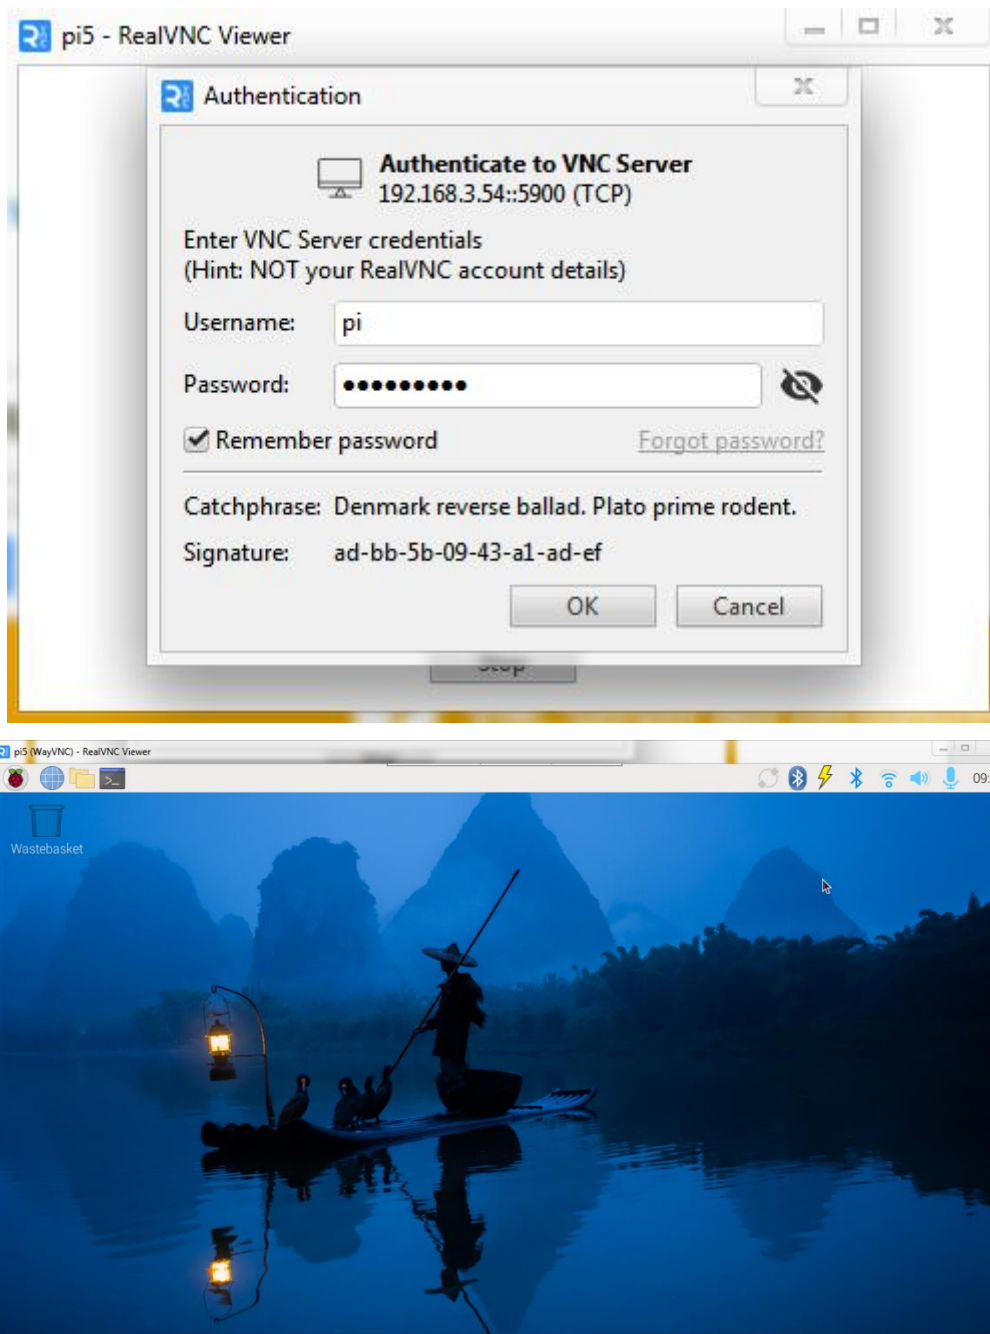 pi5 - RealVNC Viewer
Authentication
Authenticate to VNC Server
192.168.3.54::5900 (TCP)
Enter VNC Server credentials
(Hint: NOT your RealVNC account details)
Username: pi
Password: •••••••••
Remember password Forgot password?
Catchphrase: Denmark reverse ballad. Plato prime rodent.
Signature: ad-bb-5b-09-43-a1-ad-ef
OK Cancel
Stop
pi5 (WayVNC) - RealVNC Viewer
09:
Wastebasket